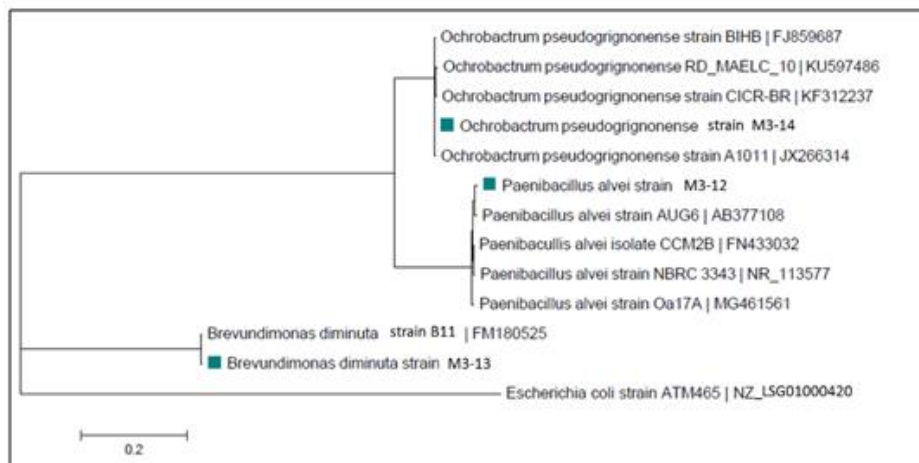 Ochrobactrum pseudogrignonense strain BIHB | FJ859687
Ochrobactrum pseudogrignonense RD_MAELC_10 | KU597486
Ochrobactrum pseudogrignonense strain CICR-BR | KF312237
Ochrobactrum pseudogrignonense strain M3-14
Ochrobactrum pseudogrignonense strain A1011 | JX266314
Paenibacillus alvei strain M3-12
Paenibacillus alvei strain AUG6 | AB377108
Paenibacullis alvei isolate CCM2B | FN433032
Paenibacillus alvei strain NBRC 3343 | NR_113577
Paenibacillus alvei strain Oa17A | MG461561
Brevundimonas diminuta strain B11 | FM180525
Brevundimonas diminuta strain M3-13
Escherichia coli strain ATM465 | NZ_LSG01000420
0.2